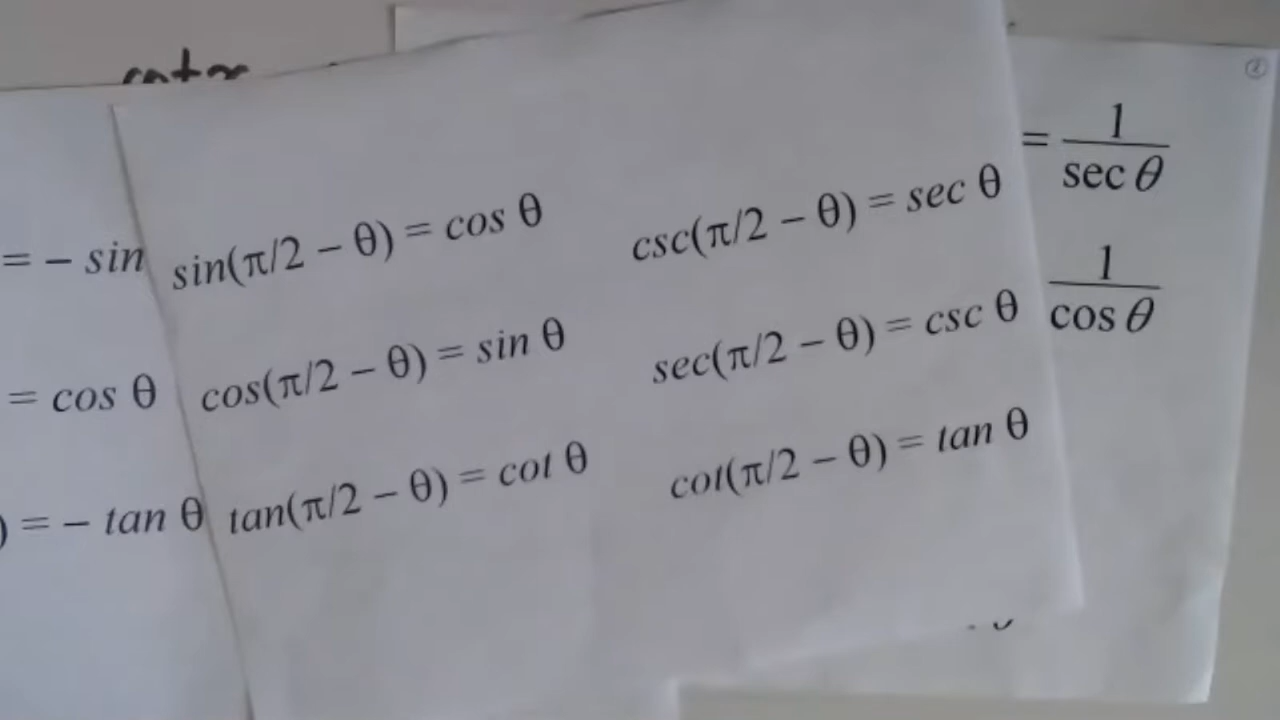 = – sin
= cos θ
) = – tan θ
sin(π/2 – θ) = cos θ
cos(π/2 – θ) = sin θ
tan(π/2 – θ) = cot θ
csc(π/2 – θ) = sec θ
sec(π/2 – θ) = csc θ
cot(π/2 – θ) = tan θ
= 1/sec θ
1/cos θ